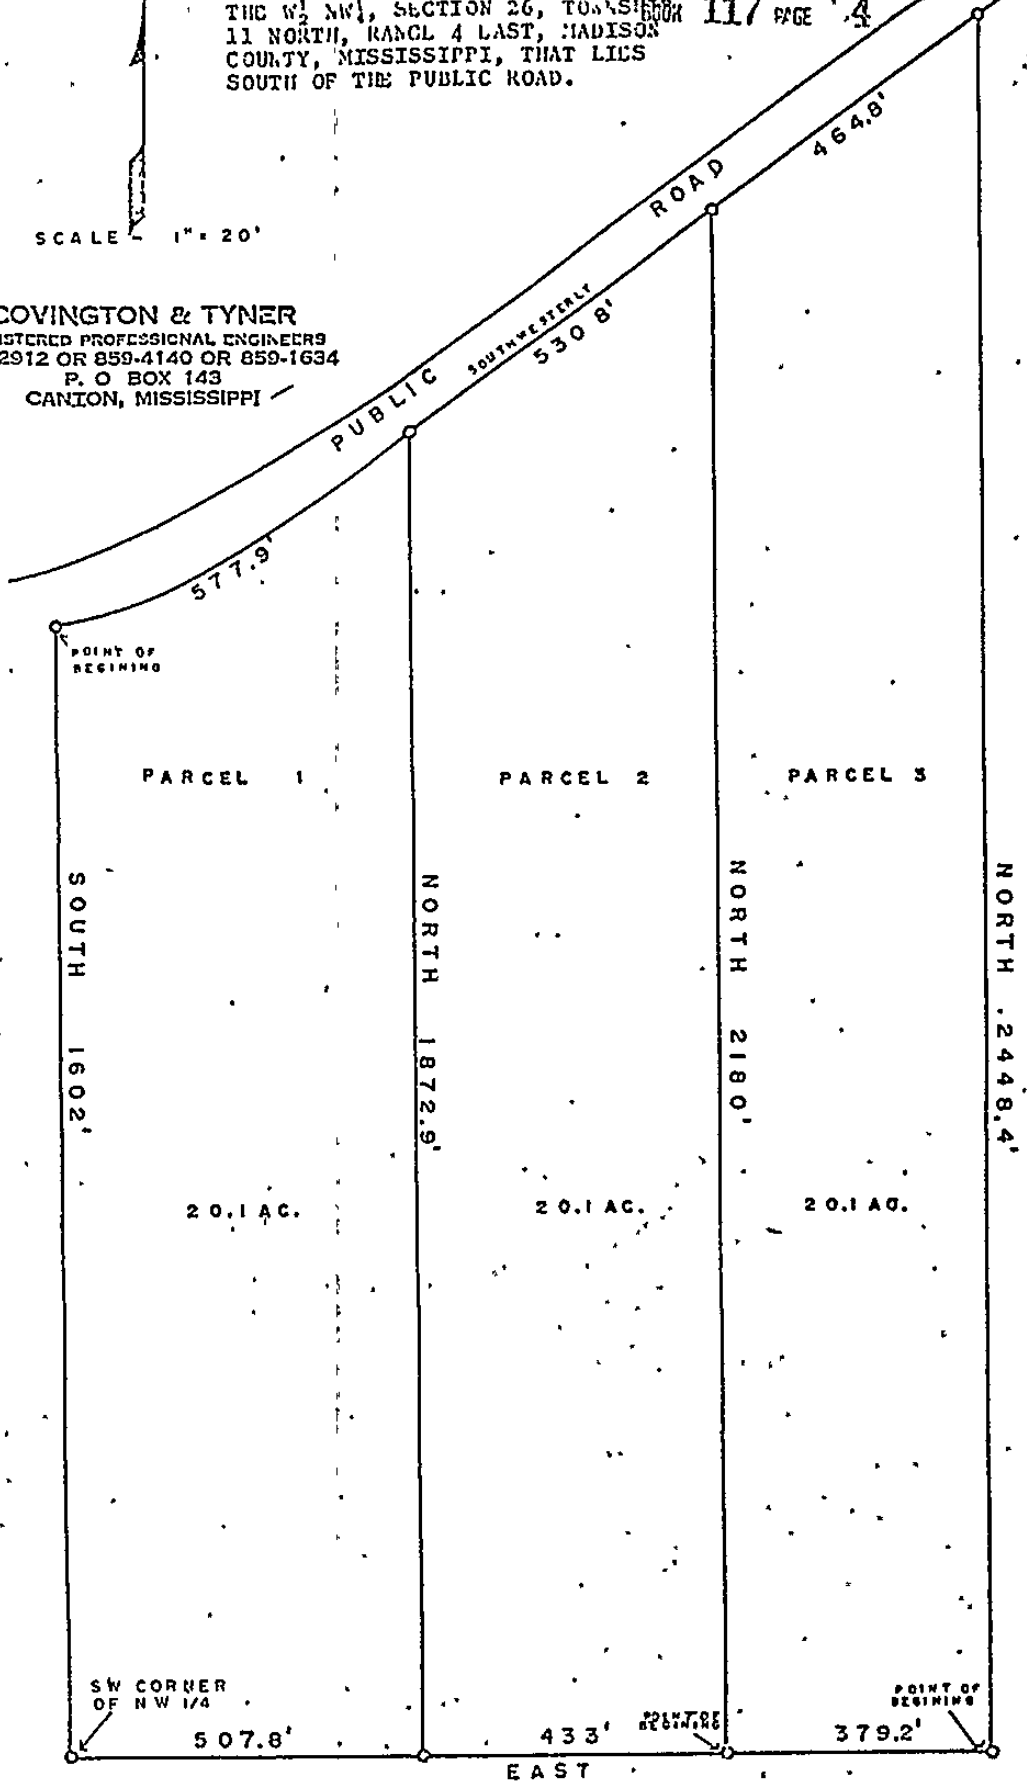 THE W½ NW¼, SECTION 26, TOWNSHIP
BOOK 117 PAGE 4
11 NORTH, RANGE 4 EAST, MADISON
COUNTY, MISSISSIPPI, THAT LIES
SOUTH OF THE PUBLIC ROAD.
SCALE - 1" = 20'
COVINGTON & TYNER
ISTERED PROFESSIONAL ENGINEERS
2912 OR 859-4140 OR 859-1634
P. O BOX 143
CANTON, MISSISSIPPI
PUBLIC ROAD
464.8'
SOUTHWESTERLY
530 8'
577.9'
POINT OF
BEGINING
PARCEL 1
PARCEL 2
PARCEL 3
SOUTH 1602'
NORTH 1872.9'
NORTH 2180'
NORTH 2448.4'
20.1 AC.
20.1 AC.
20.1 AC.
SW CORNER
OF NW 1/4
POINT OF
BEGINING
POINT OF
BEGINING
507.8'
433'
379.2'
EAST